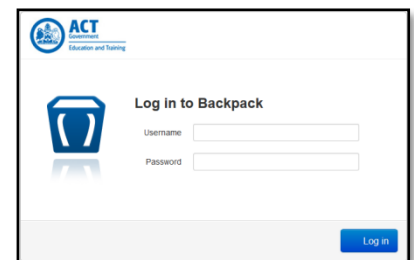 ACT
Government
Education and Training
Log in to Backpack
Username
Password
Log in